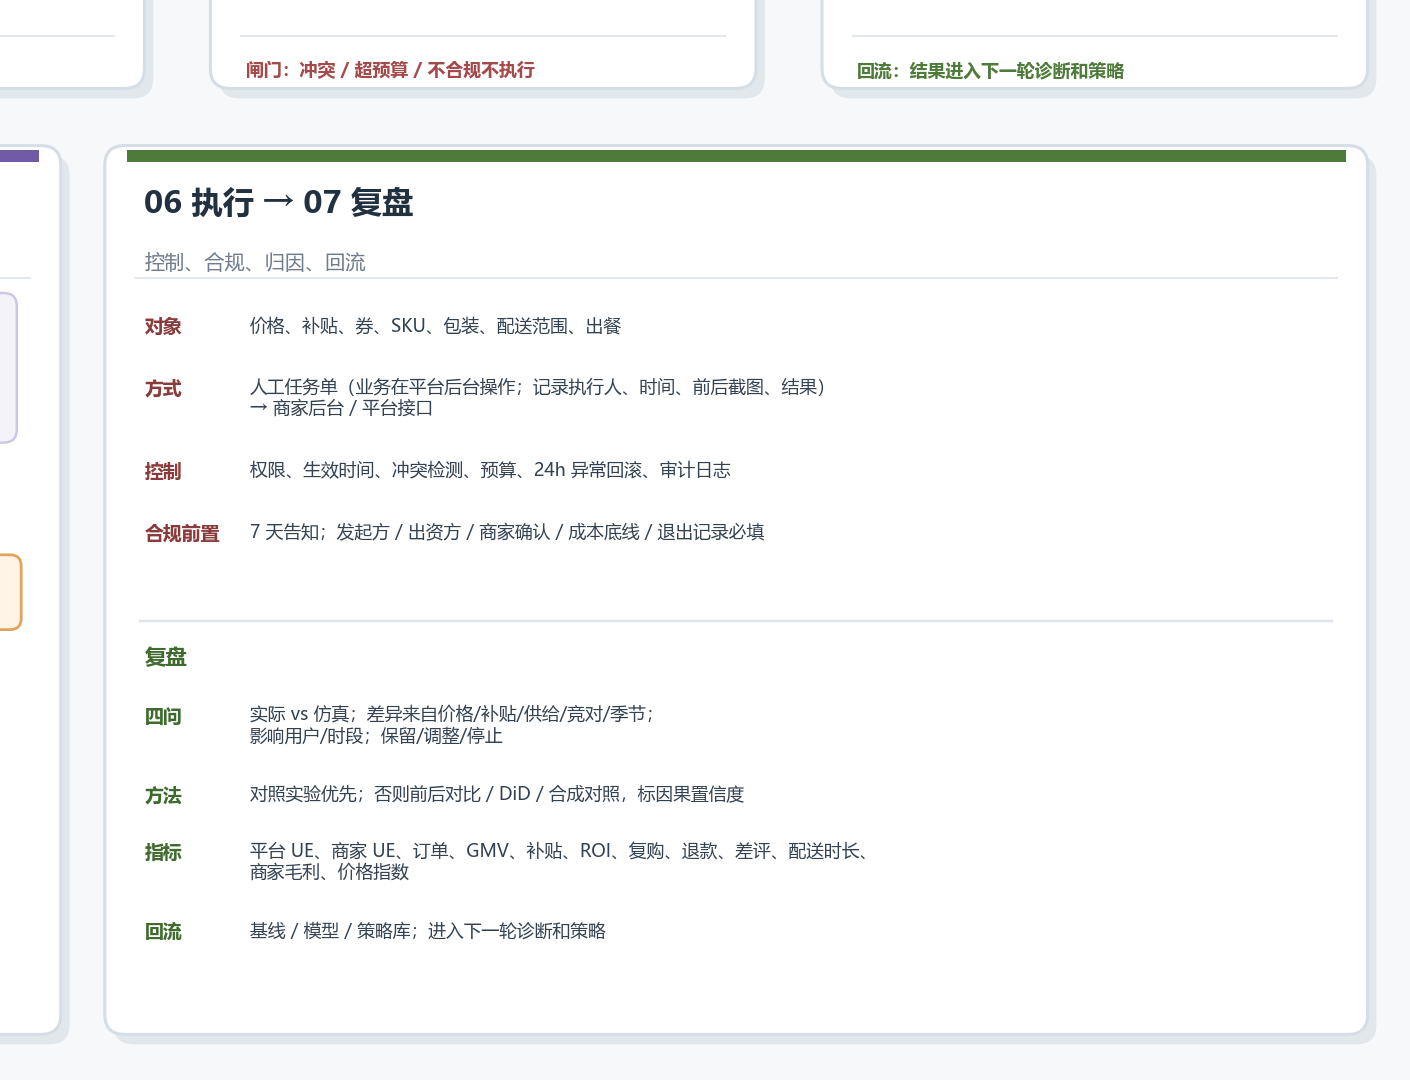 闸门：冲突 / 超预算 / 不合规不执行
回流：结果进入下一轮诊断和策略
06 执行 → 07 复盘
控制、合规、归因、回流
对象 价格、补贴、券、SKU、包装、配送范围、出餐
方式 人工任务单（业务在平台后台操作；记录执行人、时间、前后截图、结果）
→ 商家后台 / 平台接口
控制 权限、生效时间、冲突检测、预算、24h 异常回滚、审计日志
合规前置 7 天告知；发起方 / 出资方 / 商家确认 / 成本底线 / 退出记录必填
复盘
四问 实际 vs 仿真；差异来自价格/补贴/供给/竞对/季节；
影响用户/时段；保留/调整/停止
方法 对照实验优先；否则前后对比 / DiD / 合成对照，标因果置信度
指标 平台 UE、商家 UE、订单、GMV、补贴、ROI、复购、退款、差评、配送时长、
商家毛利、价格指数
回流 基线 / 模型 / 策略库；进入下一轮诊断和策略